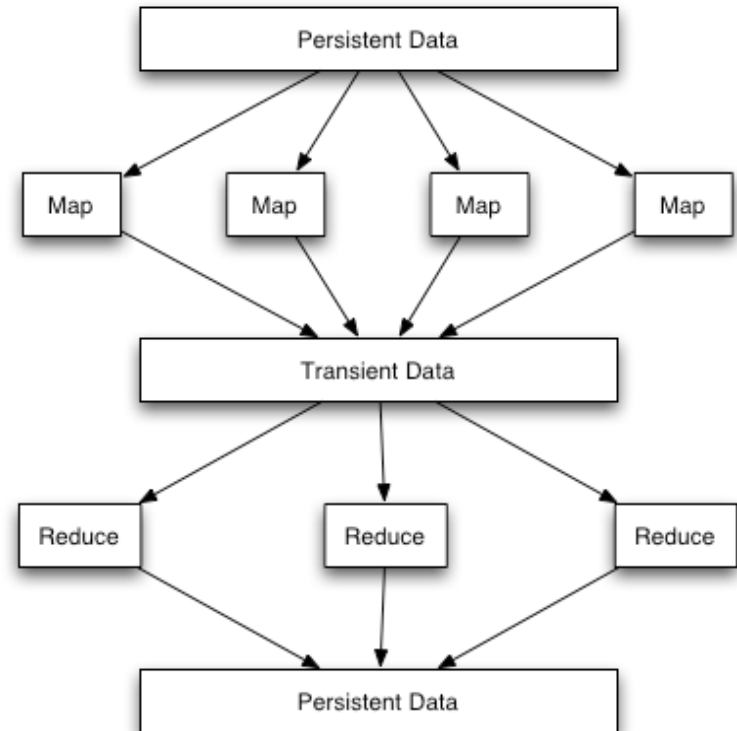 Persistent Data
Map
Map
Map
Map
Transient Data
Reduce
Reduce
Reduce
Persistent Data